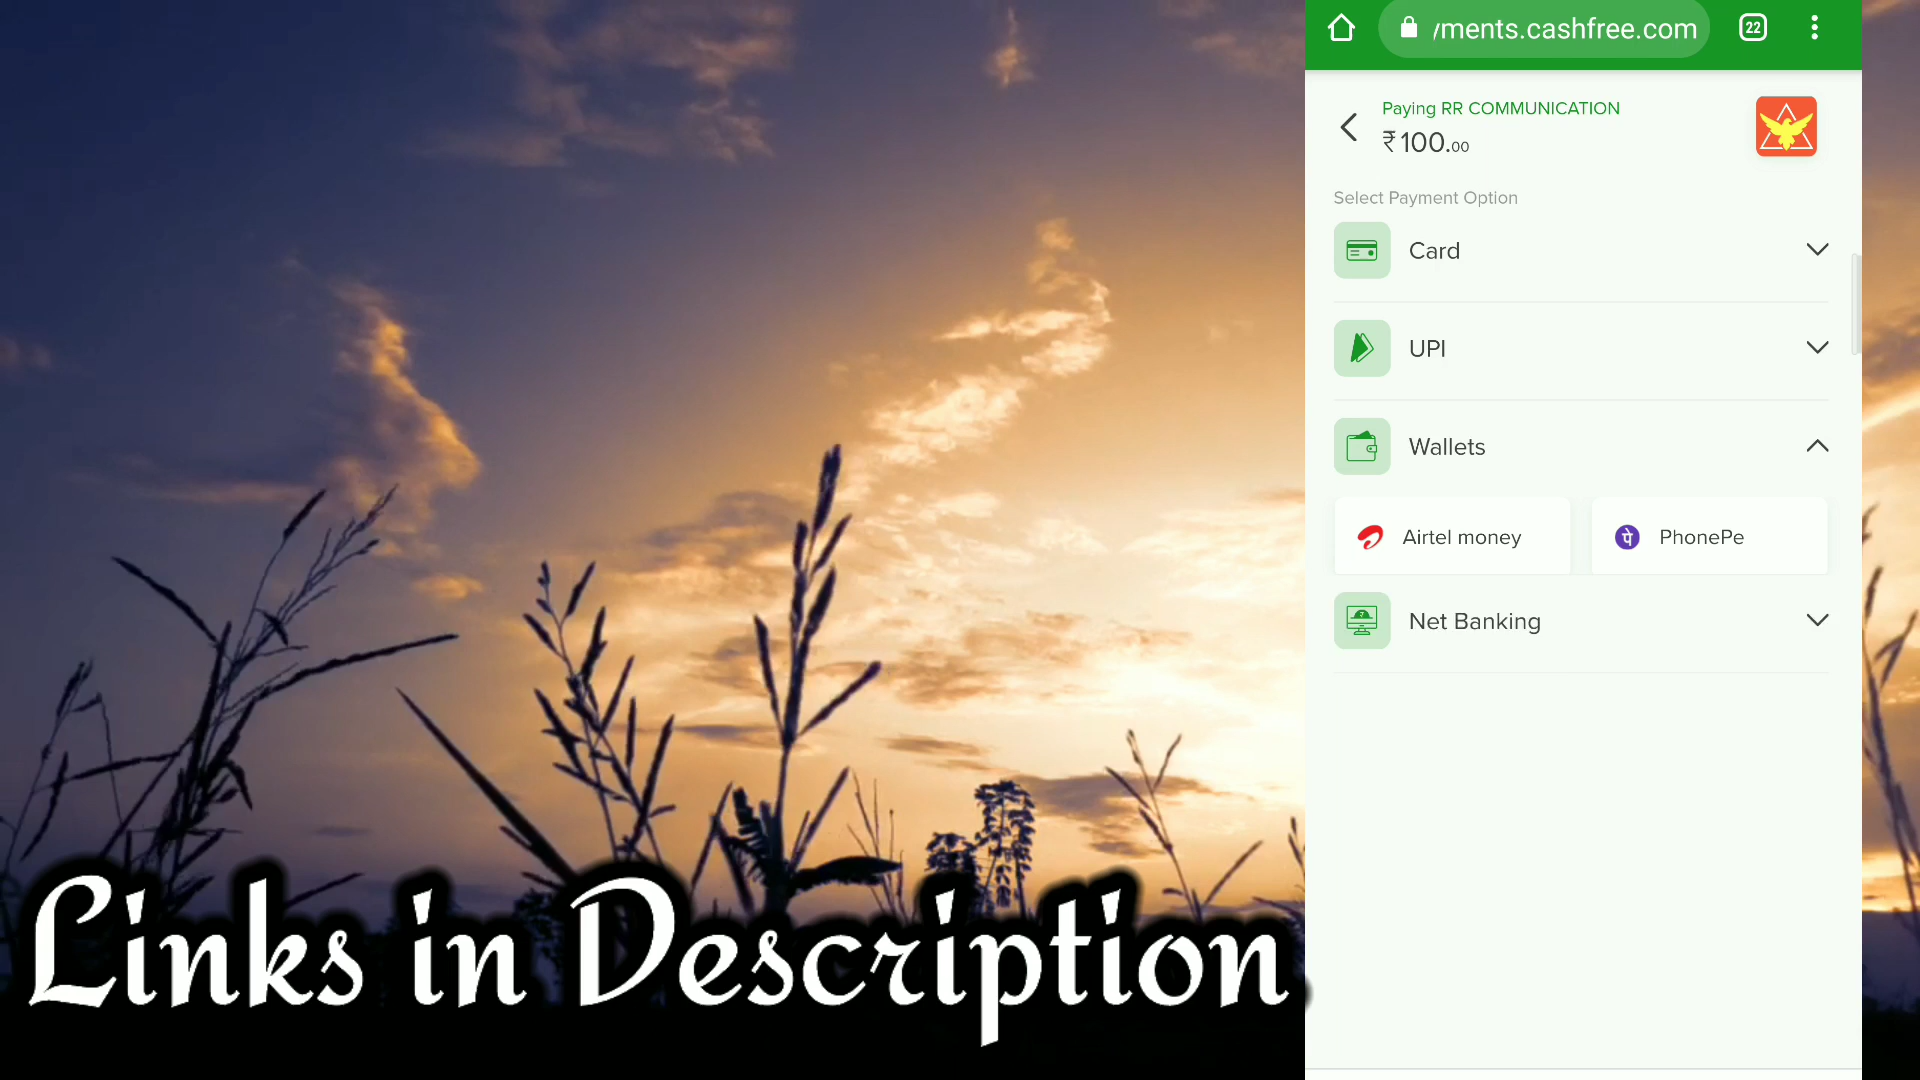 /ments.cashfree.com
22
Paying RR COMMUNICATION
₹100.00
Select Payment Option
Card
UPI
Wallets
Airtel money
पे PhonePe
Net Banking
Links in Description